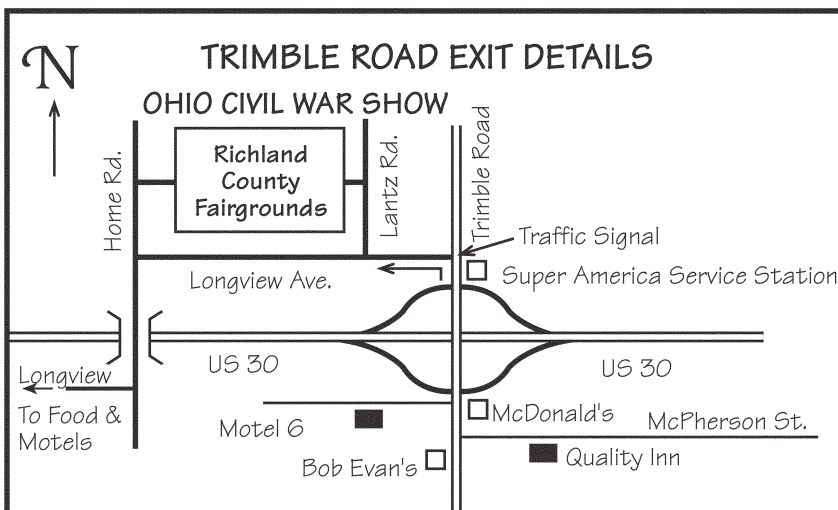 N
TRIMBLE ROAD EXIT DETAILS
OHIO CIVIL WAR SHOW
Richland
County
Fairgrounds
Home Rd.
Lantz Rd.
Trimble Road
Traffic Signal
Longview Ave.
Super America Service Station
US 30
US 30
Longview
To Food &
Motels
Motel 6
McDonald's
McPherson St.
Bob Evan's
Quality Inn